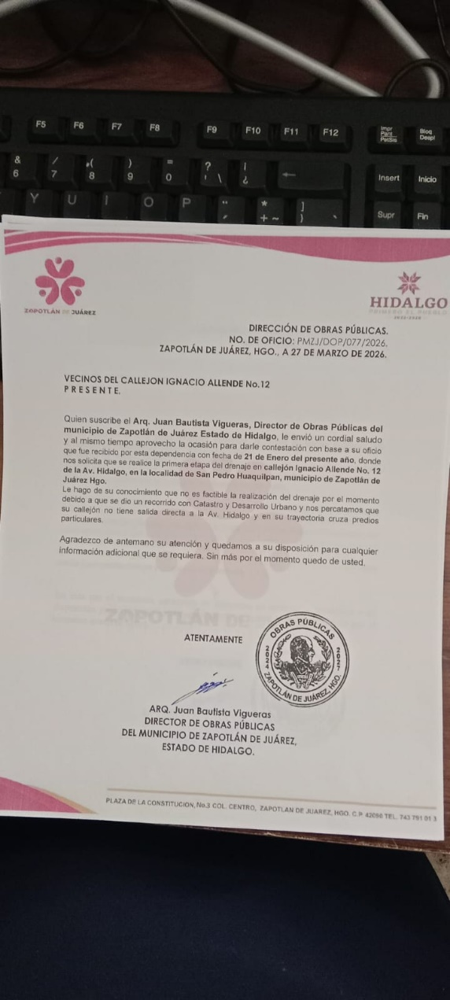 F5 F6 F7 F8 F9 F10 F11 F12 Impr Pant PetSis Bloq Despl
& 6 / 7 ( 8 ) 9 = 0 ? ' \ ¡ ¿ Insert Inicio
Y U I O P * + ~ ] } Supr Fin
ZAPOTLÁN DE JUÁREZ
HIDALGO
PRIMERO EL PUEBLO
DIRECCIÓN DE OBRAS PÚBLICAS.
NO. DE OFICIO: PMZJ/DOP/077/2026.
ZAPOTLÁN DE JUÁREZ, HGO., A 27 DE MARZO DE 2026.
VECINOS DEL CALLEJON IGNACIO ALLENDE No.12
P R E S E N T E.
Quien suscribe el Arq. Juan Bautista Vigueras, Director de Obras Públicas del
municipio de Zapotlán de Juárez Estado de Hidalgo, le envió un cordial saludo
y al mismo tiempo aprovecho la ocasión para darle contestación con base a su oficio
que fue recibido por esta dependencia con fecha de 21 de Enero del presente año, donde
nos solicita que se realice la primera etapa del drenaje en callejón Ignacio Allende No. 12
de la Av. Hidalgo, en la localidad de San Pedro Huaquilpan, municipio de Zapotlán de
Juárez Hgo.
Le hago de su conocimiento que no es factible la realización del drenaje por el momento
debido a que se dio un recorrido con Catastro y Desarrollo Urbano y nos percatamos que
su callejón no tiene salida directa a la Av. Hidalgo y en su trayectoria cruza predios
particulares.
Agradezco de antemano su atención y quedamos a su disposición para cualquier
información adicional que se requiera. Sin más por el momento quedo de usted.
ZAPOTLÁN DE
ATENTAMENTE
OBRAS PÚBLICAS
2024 2027
ZAPOTLÁN DE JUÁREZ, HGO.
ARQ. Juan Bautista Vigueras
DIRECTOR DE OBRAS PÚBLICAS
DEL MUNICIPIO DE ZAPOTLÁN DE JUÁREZ,
ESTADO DE HIDALGO.
PLAZA DE LA CONSTITUCION, No.3 COL. CENTRO, ZAPOTLAN DE JUAREZ, HGO. C.P 42086 TEL. 743 791 01 3